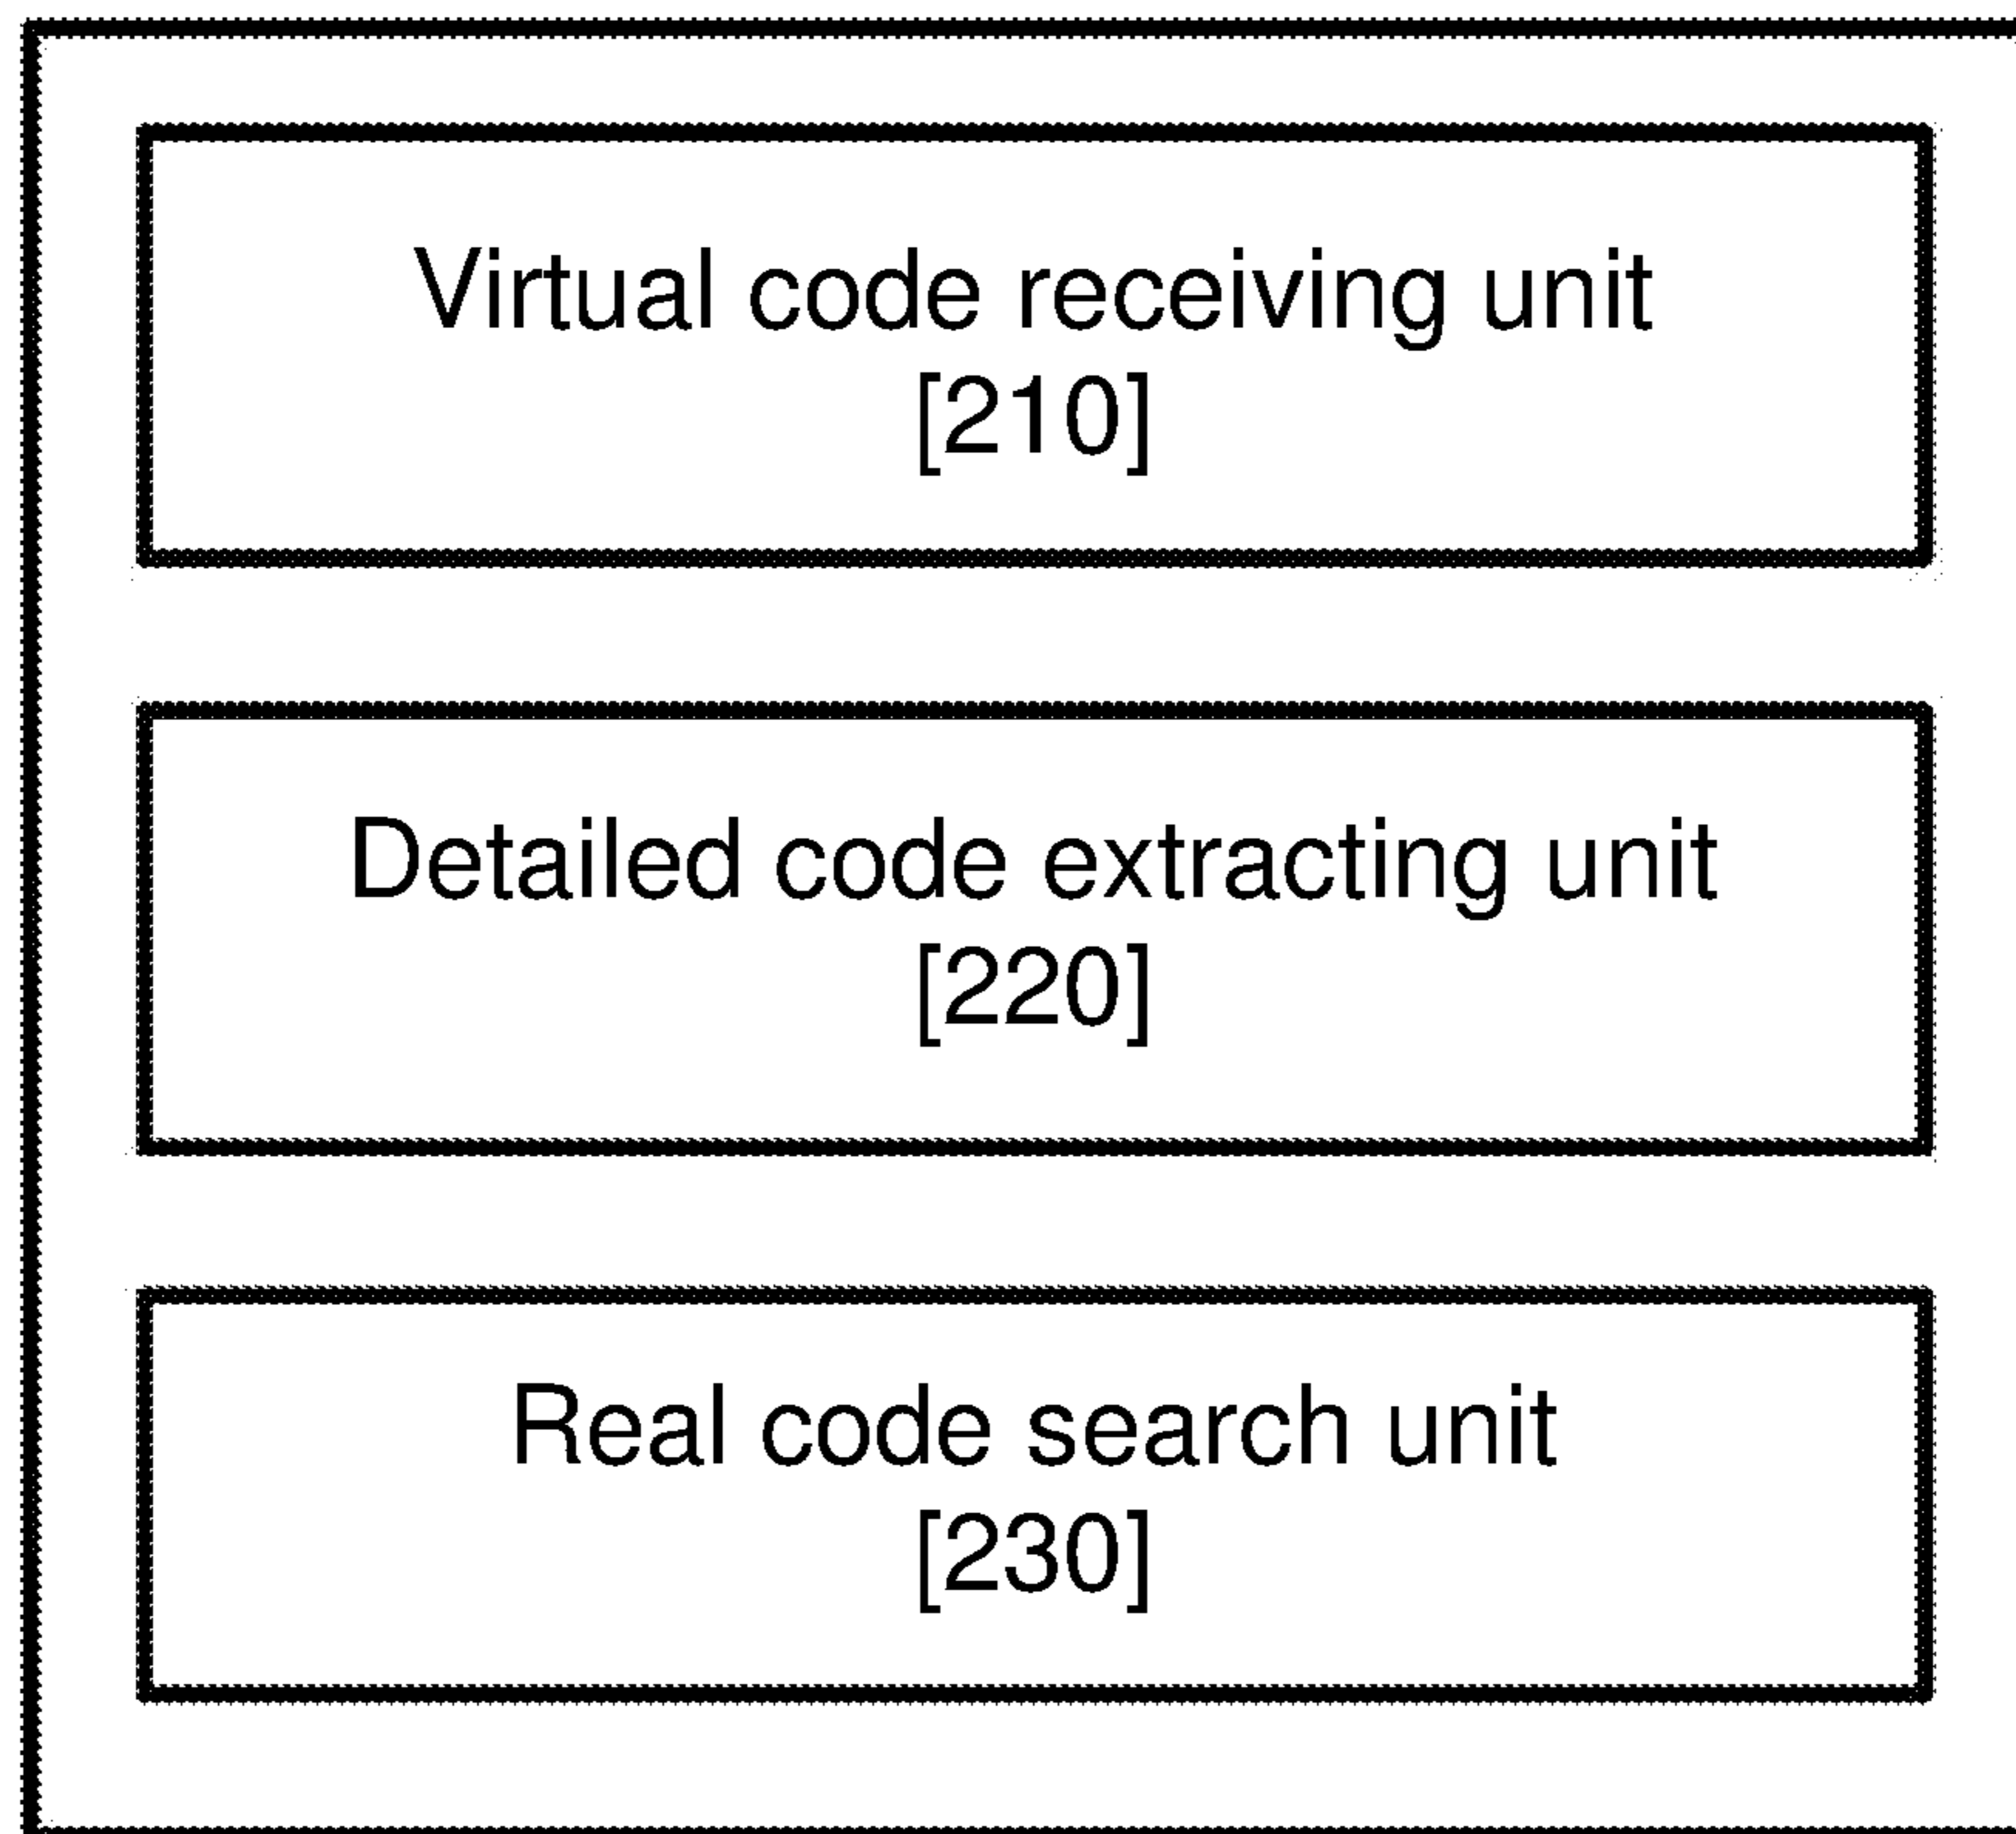 Virtual code receiving unit
[210]
Detailed code extracting unit
[220]
Real code search unit
[230]